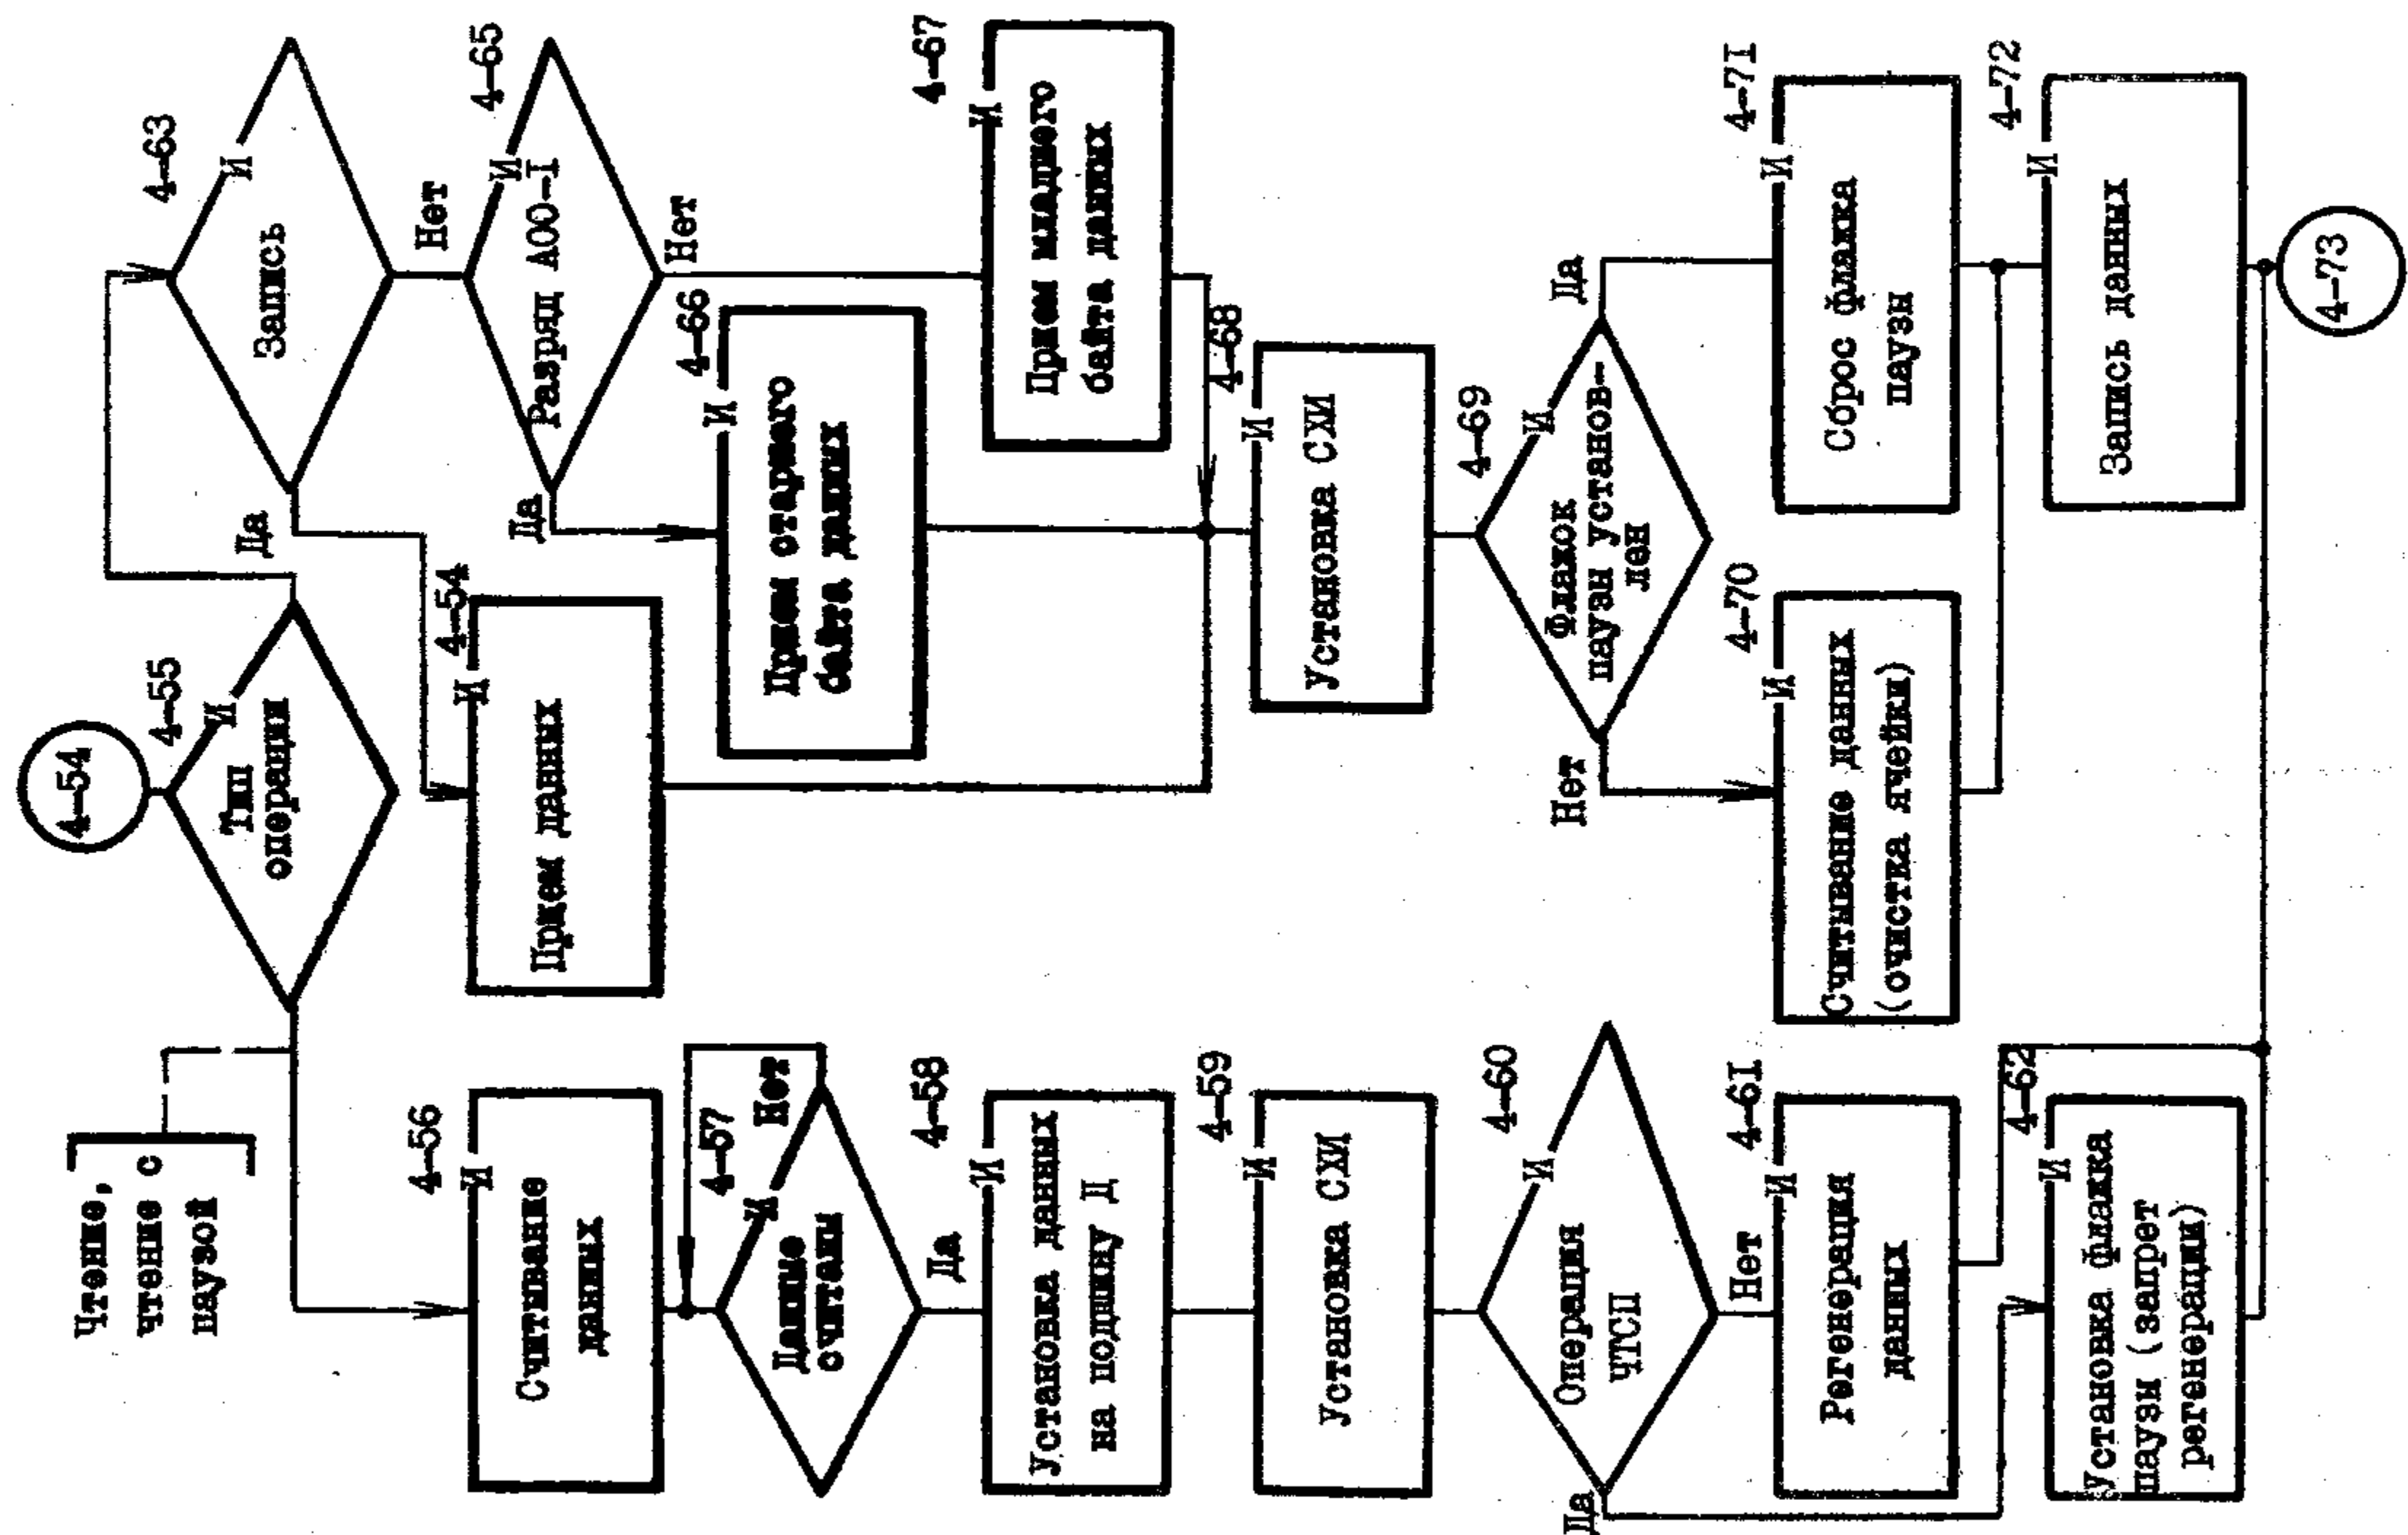 4-54
4-55
И
Тип
операции
Чтение,
чтение с
паузой
4-56
И
Считывание
данных
4-57
И
Нет
Данные
считаны
Да
4-58
И
Установка данных
на подшину Д
4-59
И
Установка СХИ
4-60
И
Операция
ЧТСП
Да
Нет
4-61
И
Регенерация
данных
4-62
И
Установка флажка
паузы (запрет
регенерации)
4-63
И
Запись
Да
Нет
4-54
И
Прием данных
4-65
И
Разряд А00-I
Да
Нет
4-66
И
Прием старшего
байта данных
4-67
И
Прием младшего
байта данных
4-68
И
Установка СХИ
4-69
И
Флажок
паузы установ-
лен
Нет
Да
4-70
И
Считывание данных
(очистка ячейки)
4-71
И
Сброс флажка
паузы
4-72
И
Запись данных
4-73